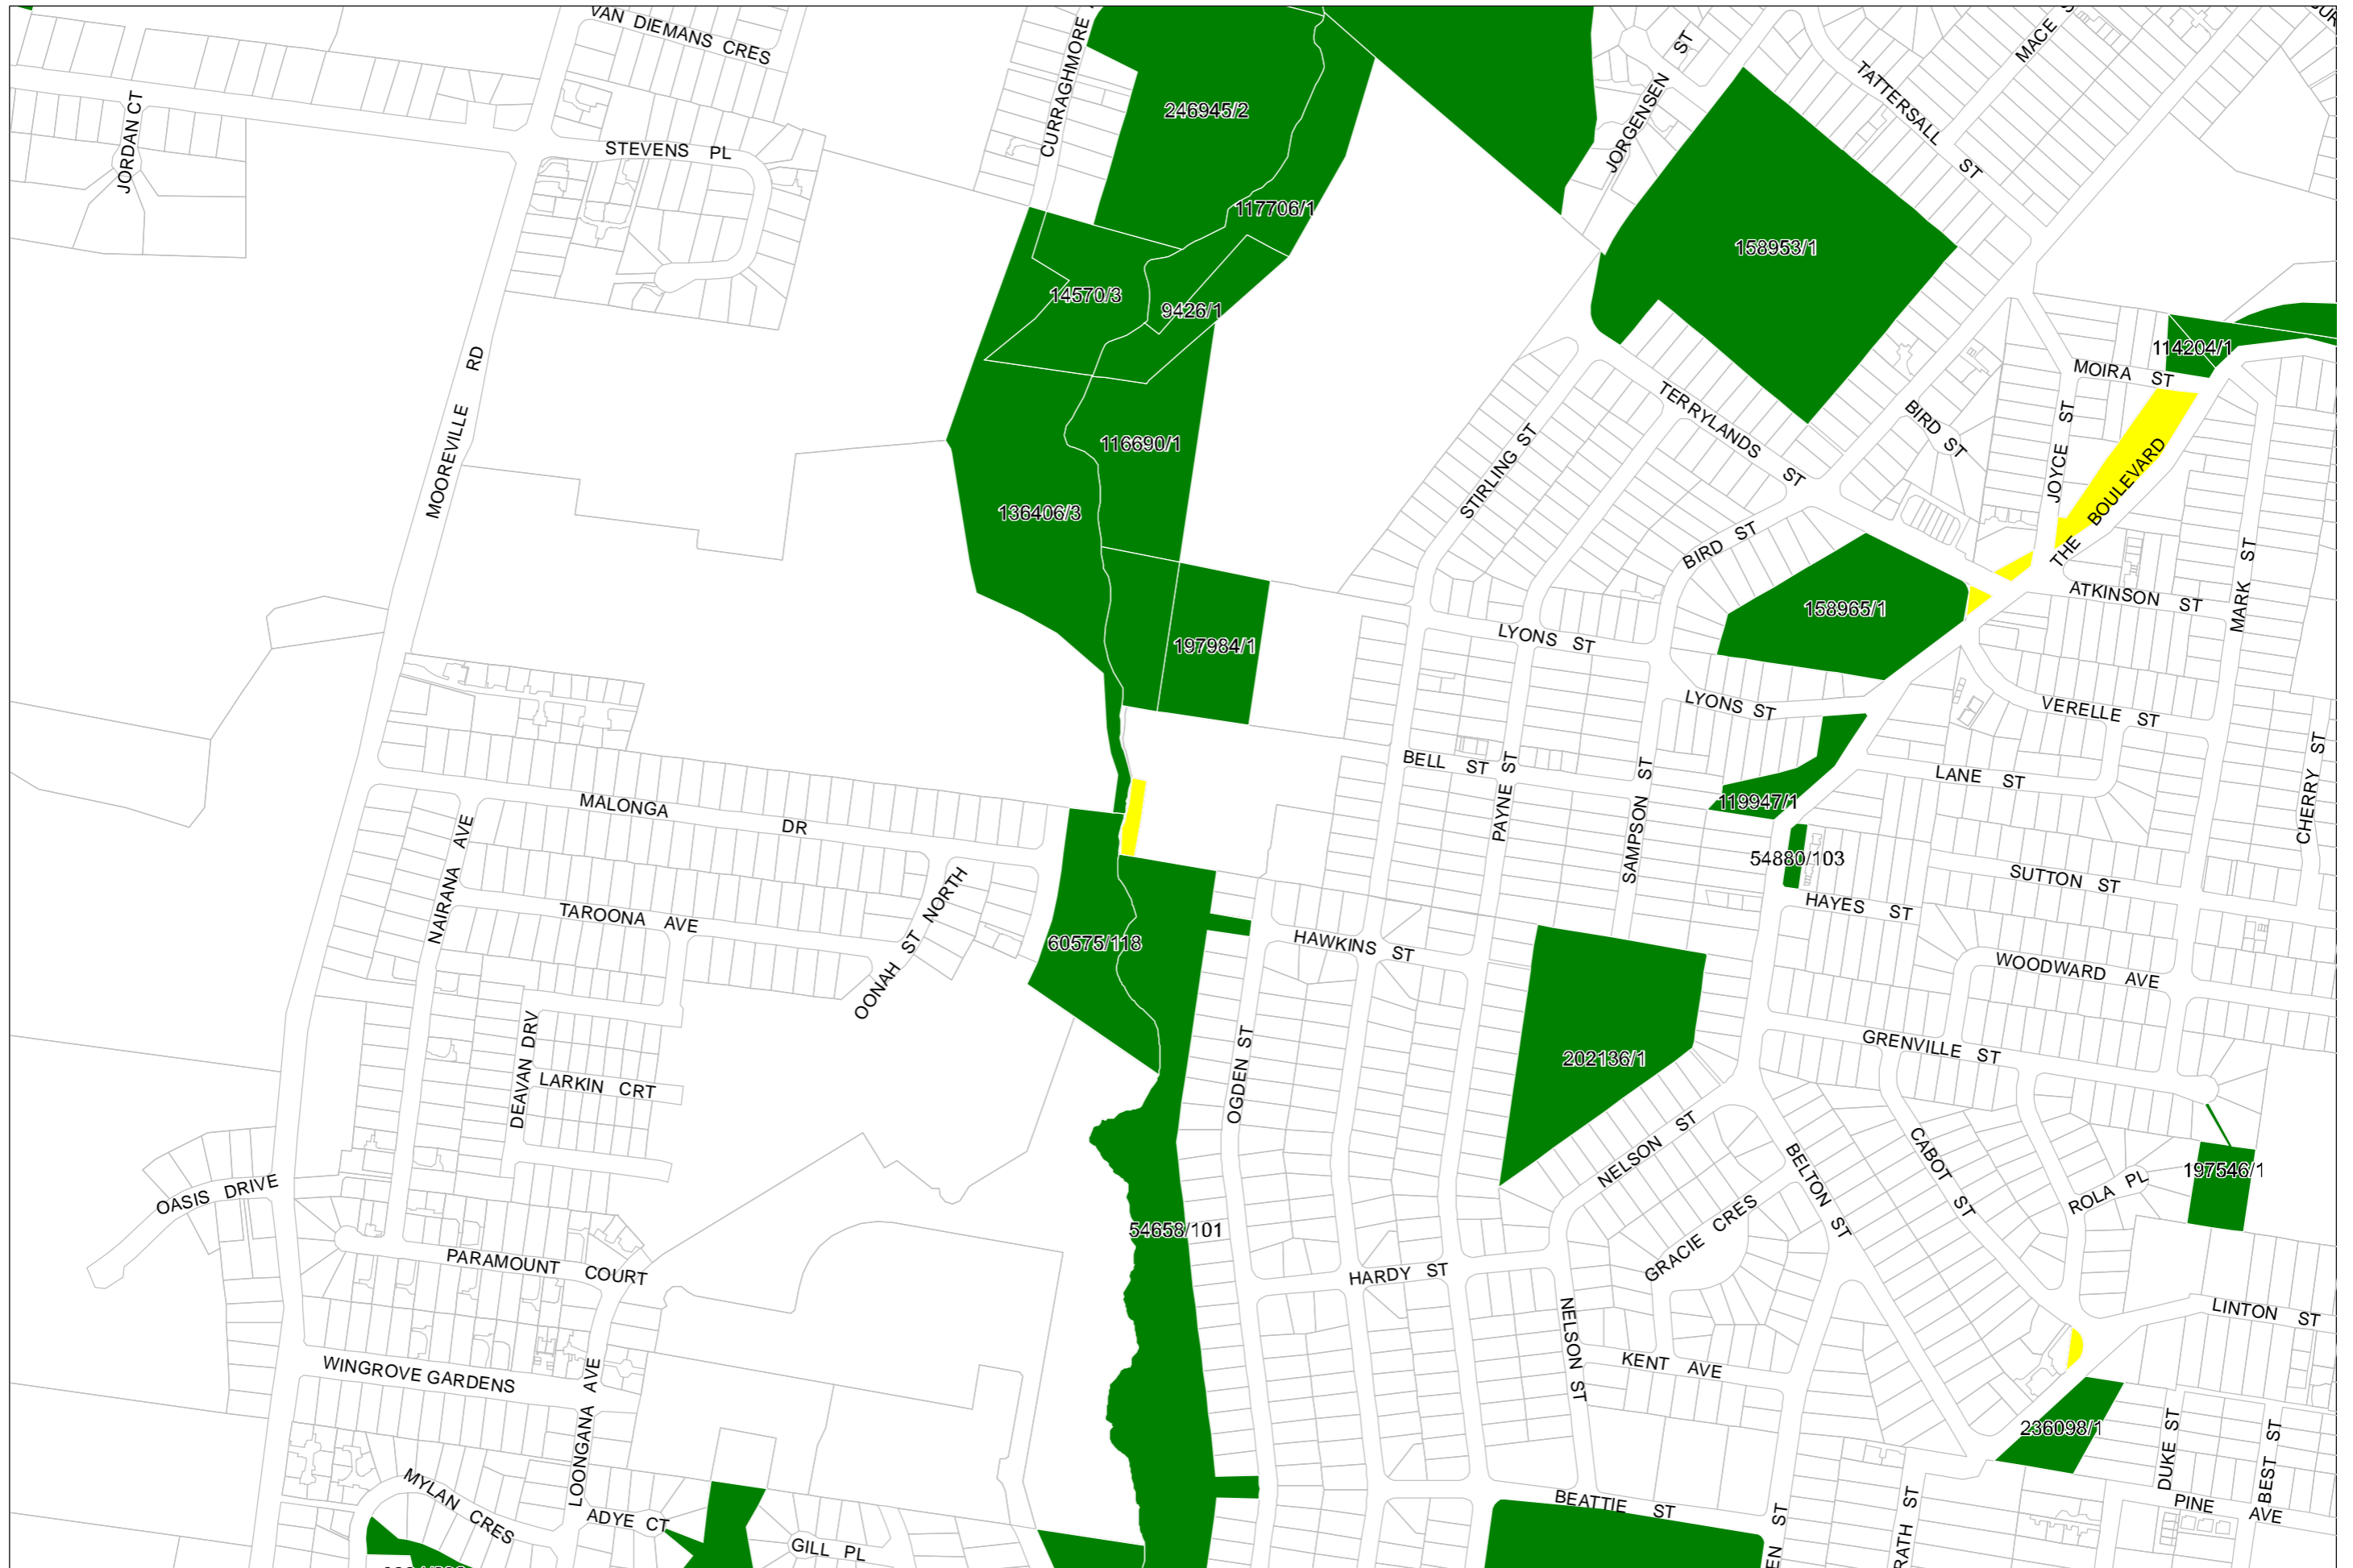 VAN DIEMANS CRES
CURRAGHMORE
ST
MACE
JORGENSEN
TATTERSALL ST
246945/2
JORDAN CT
STEVENS PL
117706/1
158953/1
14570/3
9426/1
MOOREVILLE RD
114204/1
MOIRA ST
TERRYLANDS ST
BIRD ST
JOYCE ST
THE BOULEVARD
116690/1
STIRLING ST
136406/3
BIRD ST
MARK ST
ATKINSON ST
158965/1
LYONS ST
197984/1
LYONS ST
VERELLE ST
BELL ST
PAYNE ST
SAMPSON ST
LANE ST
CHERRY ST
MALONGA DR
119947/1
NAIRANA AVE
54880/103
SUTTON ST
HAYES ST
TAROONA AVE
OONAH ST NORTH
60575/118
HAWKINS ST
WOODWARD AVE
DEAVAN DRV
OGDEN ST
202136/1
GRENVILLE ST
LARKIN CRT
NELSON ST
BELTON ST
CABOT ST
ROLA PL
197546/1
OASIS DRIVE
54658/101
GRACIE CRES
PARAMOUNT COURT
HARDY ST
LINTON ST
NELSON ST
WINGROVE GARDENS
LOONGANA AVE
KENT AVE
236098/1
DUKE ST
BEST ST
MYLAN CRES
ADYE CT
GILL PL
BEATTIE ST
EN ST
RATH ST
PINE AVE